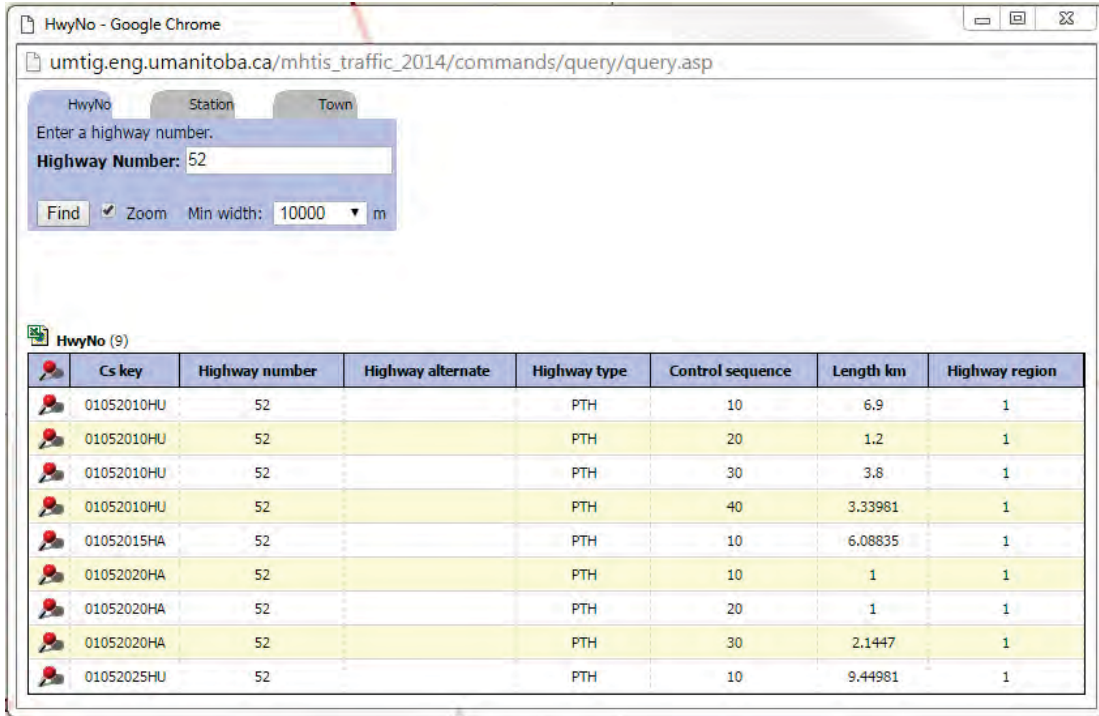 HwyNo - Google Chrome
umtig.eng.umanitoba.ca/mhtis_traffic_2014/commands/query/query.asp
HwyNo Station Town
Enter a highway number.
Highway Number: 52
Find Zoom Min width: 10000 m
HwyNo (9)
Cs key Highway number Highway alternate Highway type Control sequence Length km Highway region
01052010HU 52 PTH 10 6.9 1
01052010HU 52 PTH 20 1.2 1
01052010HU 52 PTH 30 3.8 1
01052010HU 52 PTH 40 3.33981 1
01052015HA 52 PTH 10 6.08835 1
01052020HA 52 PTH 10 1 1
01052020HA 52 PTH 20 1 1
01052020HA 52 PTH 30 2.1447 1
01052025HU 52 PTH 10 9.44981 1